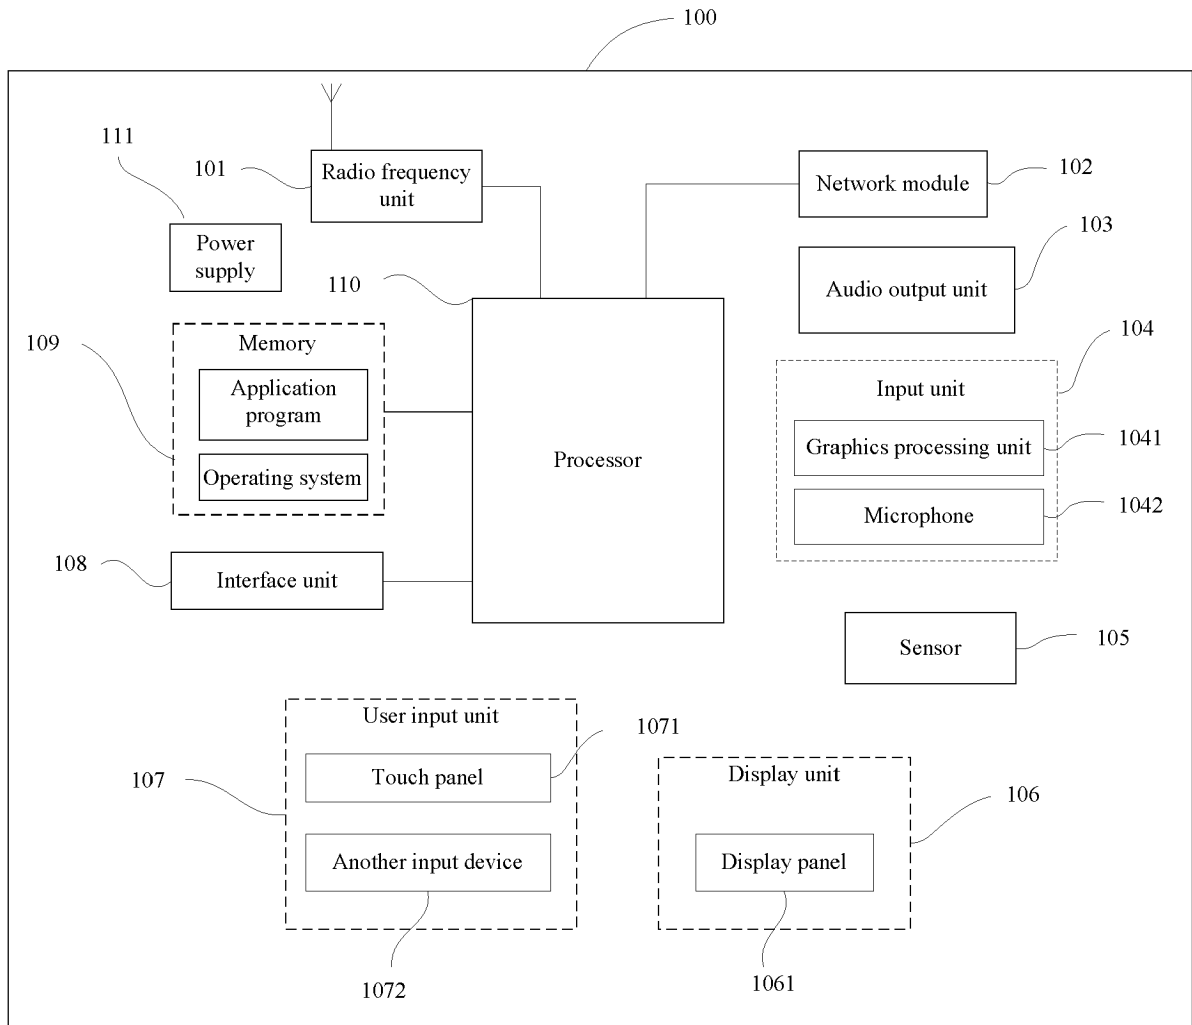 100
111
101
Radio frequency
unit
Network module
102
Power
supply
103
Audio output unit
110
109
Memory
Application
program
Operating system
Processor
104
Input unit
Graphics processing unit
1041
Microphone
1042
108
Interface unit
Sensor
105
User input unit
1071
Touch panel
107
Another input device
1072
Display unit
106
Display panel
1061